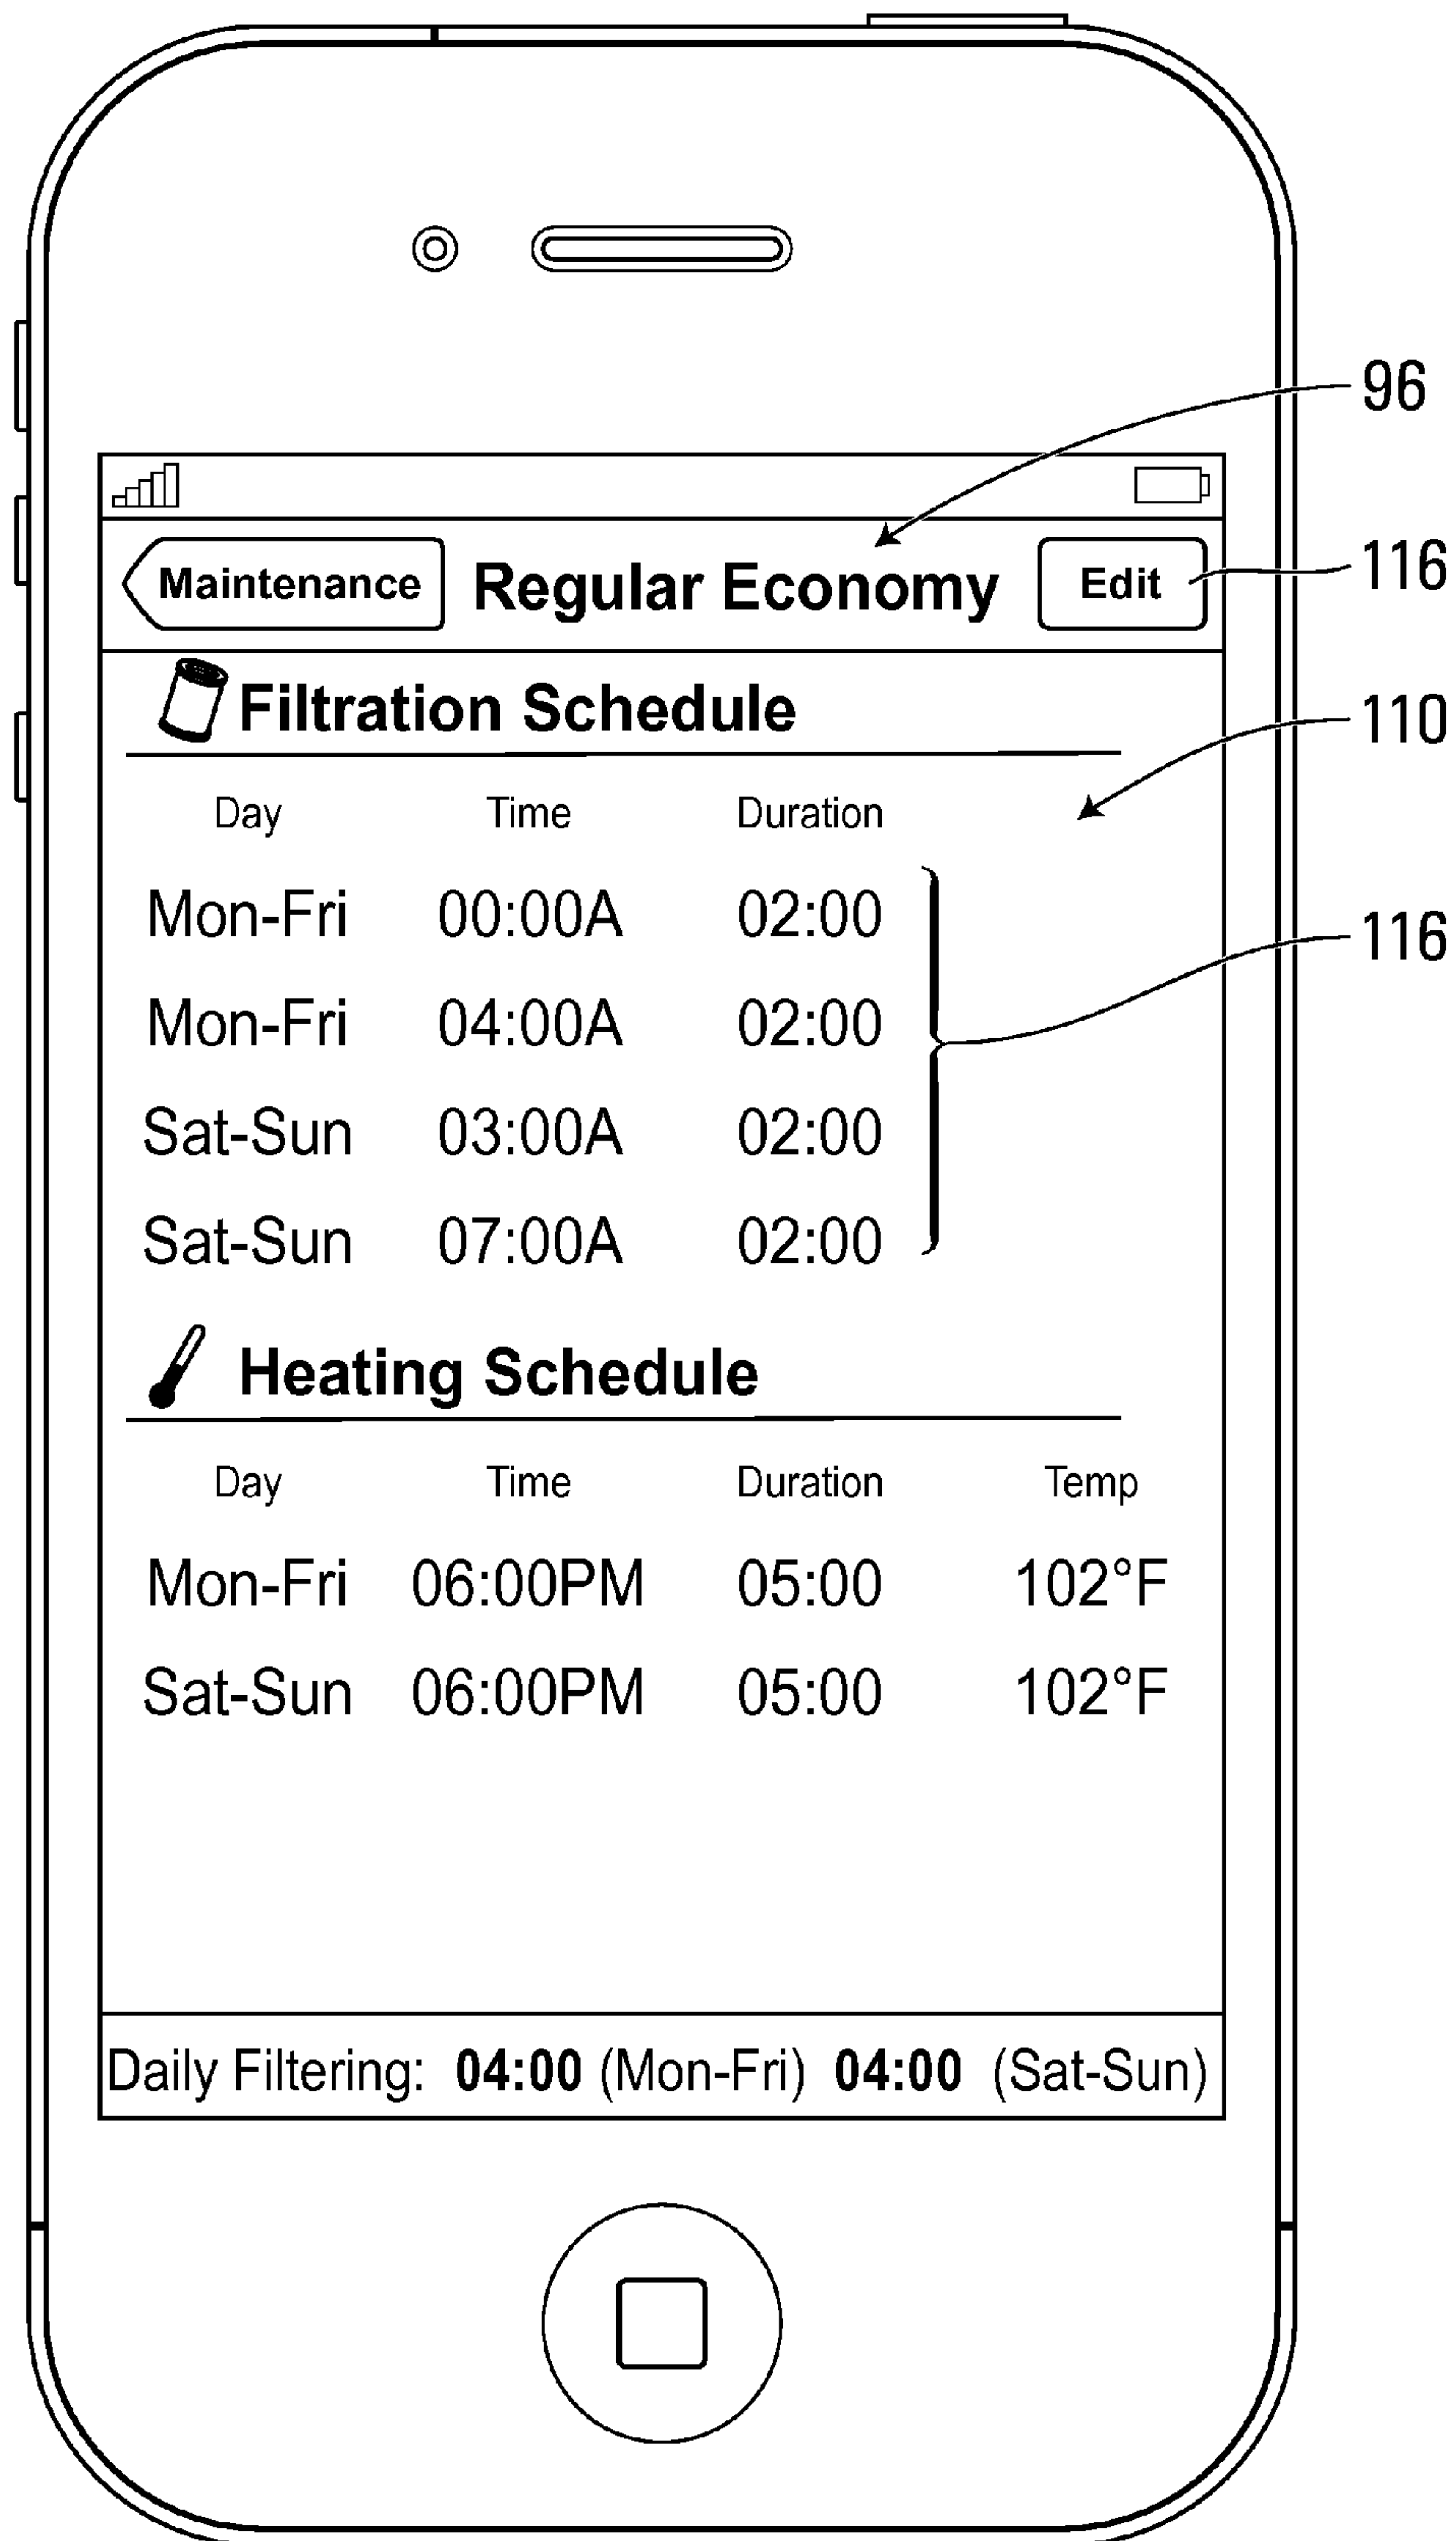 96
Maintenance Regular Economy Edit 116
Filtration Schedule 110
Day Time Duration
Mon-Fri 00:00A 02:00 116
Mon-Fri 04:00A 02:00
Sat-Sun 03:00A 02:00
Sat-Sun 07:00A 02:00
Heating Schedule
Day Time Duration Temp
Mon-Fri 06:00PM 05:00 102°F
Sat-Sun 06:00PM 05:00 102°F
Daily Filtering: 04:00 (Mon-Fri) 04:00 (Sat-Sun)